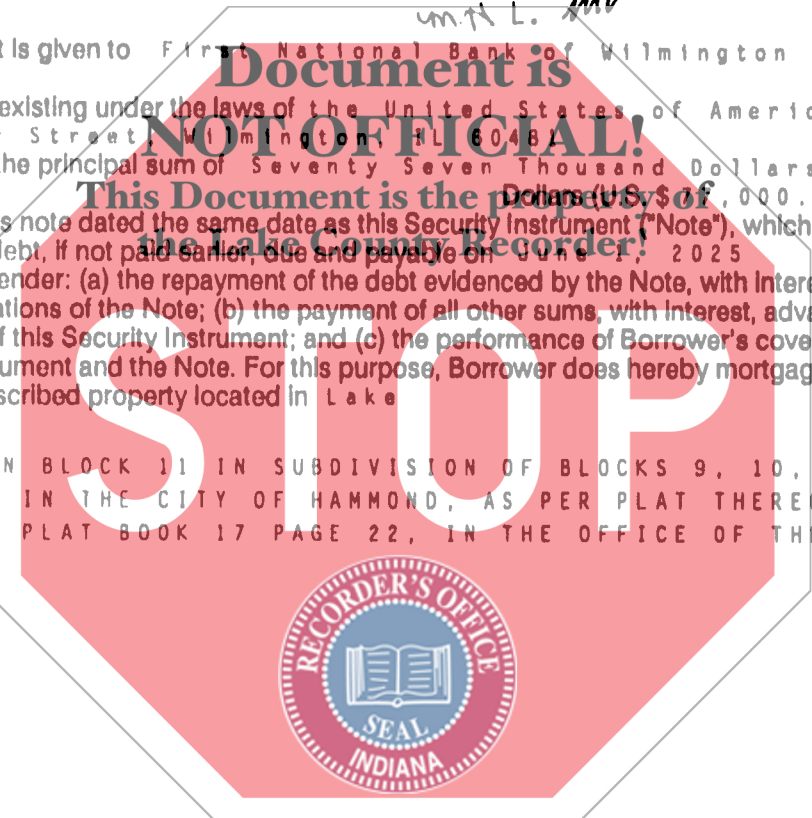 m.N L.
t is given to First National Bank of Wilmington
Document is
existing under the laws of the United States of Americ
Street, Wilmington, IL 60481
NOT OFFICIAL!
he principal sum of Seventy Seven Thousand Dollars
This Document is the property of
Dollars (U.S. $ 77,000.
s note dated the same date as this Security Instrument ("Note"), which
the Lake County Recorder!
ebt, if not paid earlier due and payable on June 1, 2025
ender: (a) the repayment of the debt evidenced by the Note, with intere
ations of the Note; (b) the payment of all other sums, with interest, adva
f this Security Instrument; and (c) the performance of Borrower's cove
ument and the Note. For this purpose, Borrower does hereby mortgag
scribed property located in Lake
STOP
N BLOCK 11 IN SUBDIVISION OF BLOCKS 9, 10,
IN THE CITY OF HAMMOND, AS PER PLAT THERE
PLAT BOOK 17 PAGE 22, IN THE OFFICE OF TH
RECORDER'S OFFICE
SEAL
INDIANA